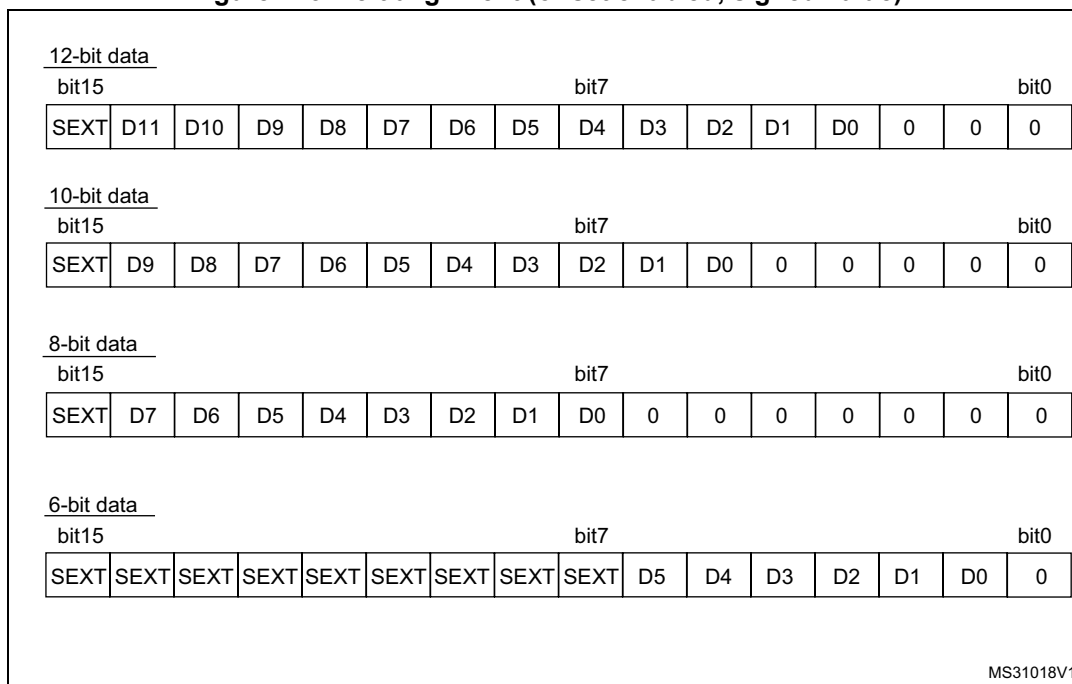 12-bit data
bit15 bit7 bit0
SEXT D11 D10 D9 D8 D7 D6 D5 D4 D3 D2 D1 D0 0 0 0
10-bit data
bit15 bit7 bit0
SEXT D9 D8 D7 D6 D5 D4 D3 D2 D1 D0 0 0 0 0 0
8-bit data
bit15 bit7 bit0
SEXT D7 D6 D5 D4 D3 D2 D1 D0 0 0 0 0 0 0 0
6-bit data
bit15 bit7 bit0
SEXT SEXT SEXT SEXT SEXT SEXT SEXT SEXT SEXT D5 D4 D3 D2 D1 D0 0
MS31018V1